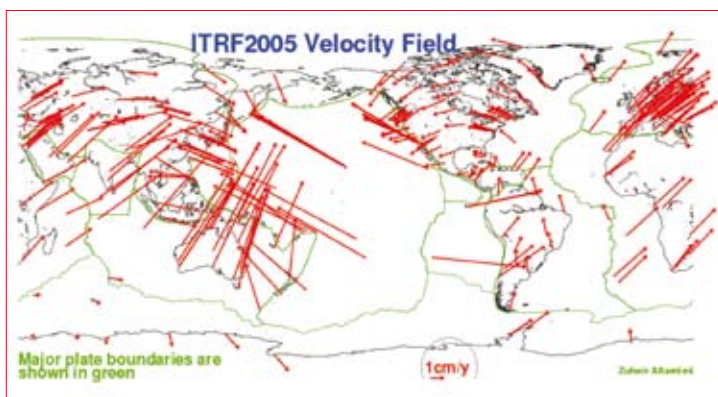 ITRF2005 Velocity Field
Major plate boundaries are
shown in green
1cm/y
Zuheir Altamimi